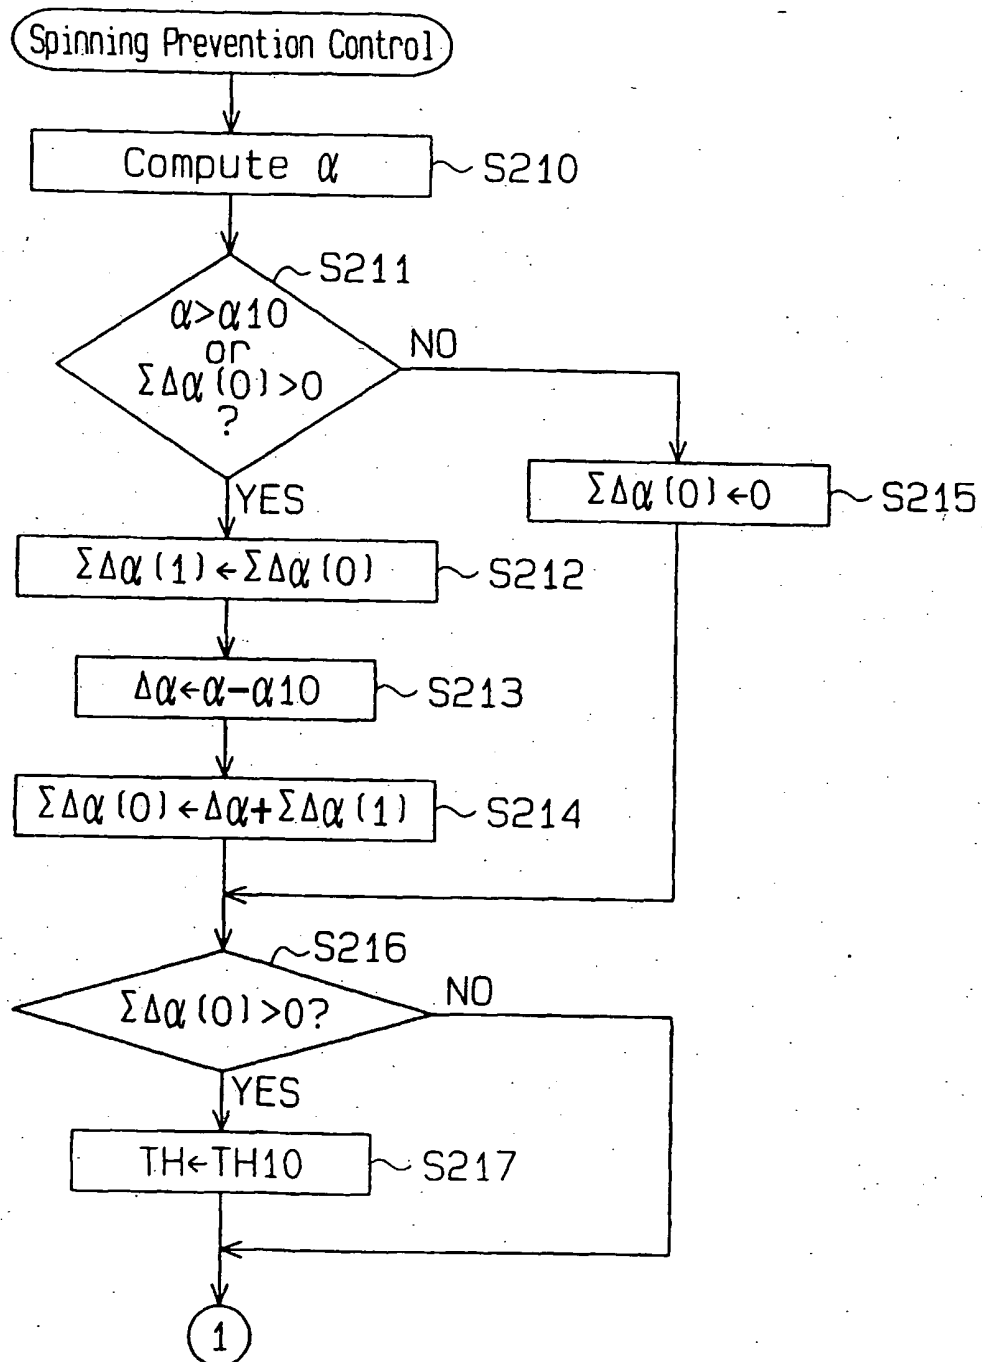 Spinning Prevention Control
Compute α
S210
S211
α>α10
or
ΣΔα(0)>0
?
NO
YES
ΣΔα(0)←0
S215
ΣΔα(1)←ΣΔα(0)
S212
Δα←α-α10
S213
ΣΔα(0)←Δα+ΣΔα(1)
S214
S216
ΣΔα(0)>0?
NO
YES
TH←TH10
S217
1